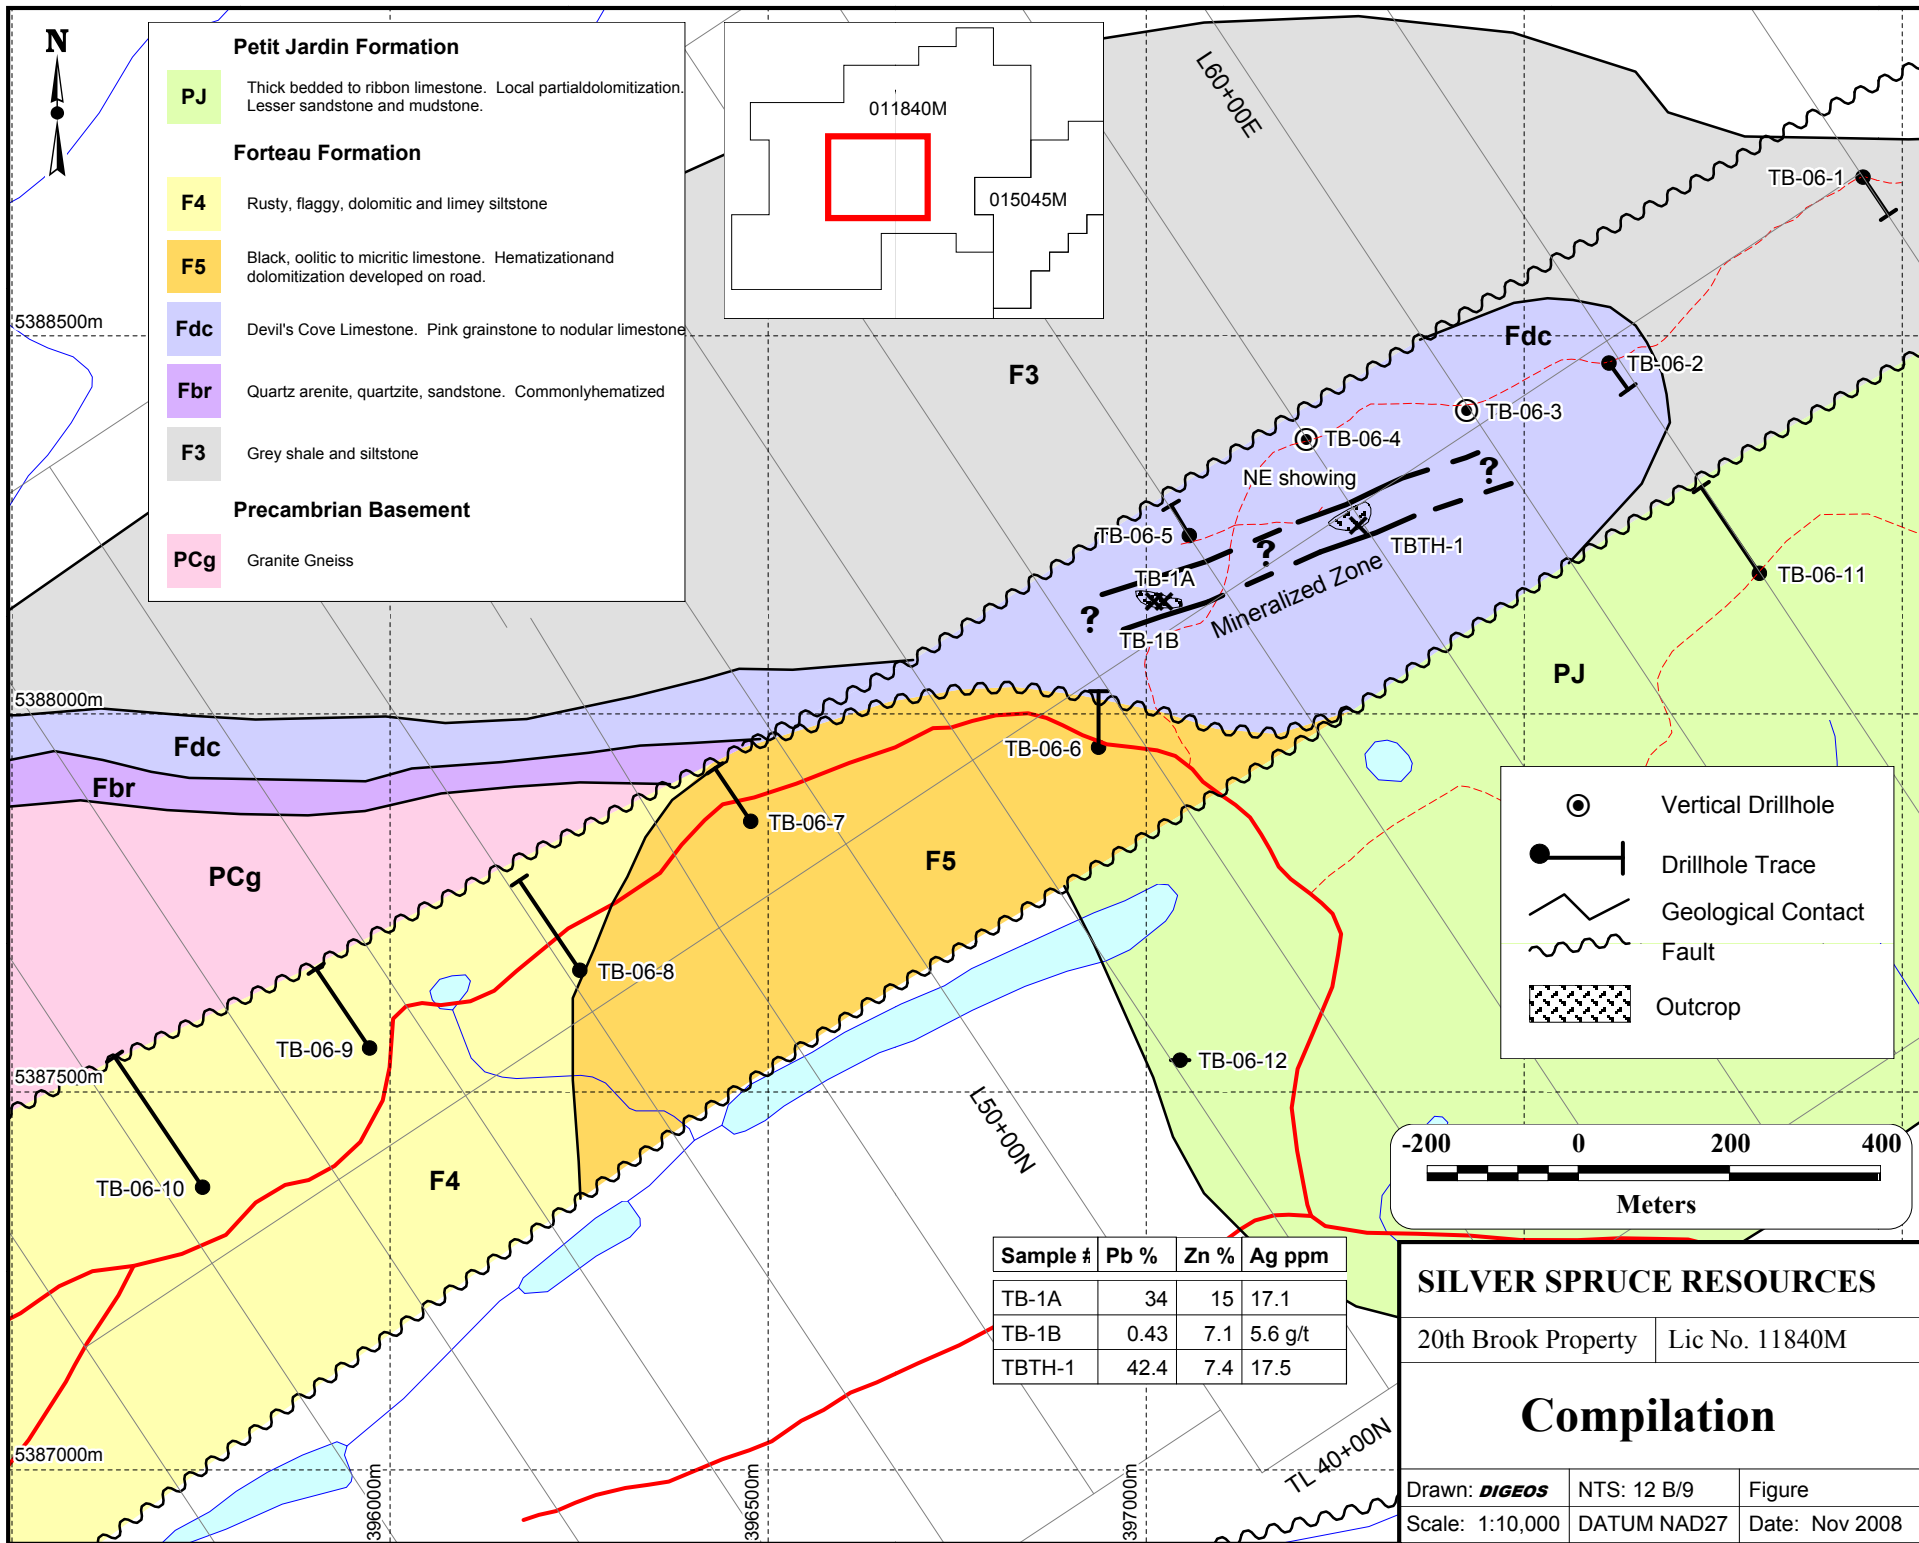 N
Petit Jardin Formation
PJ
Thick bedded to ribbon limestone. Local partialdolomitization.
Lesser sandstone and mudstone.
Forteau Formation
F4
Rusty, flaggy, dolomitic and limey siltstone
F5
Black, oolitic to micritic limestone. Hematizationand
dolomitization developed on road.
Fdc
Devil's Cove Limestone. Pink grainstone to nodular limestone
Fbr
Quartz arenite, quartzite, sandstone. Commonlyhematized
F3
Grey shale and siltstone
Precambrian Basement
PCg
Granite Gneiss
011840M
015045M
L60+00E
TB-06-1
5388500m
F3
Fdc
TB-06-2
TB-06-3
TB-06-4
NE showing
?
TB-06-5
TBTH-1
?
TB-1A
Mineralized Zone
?
TB-1B
TB-06-11
PJ
5388000m
Fdc
TB-06-6
Fbr
TB-06-7
PCg
F5
TB-06-8
TB-06-9
TB-06-12
5387500m
L50+00N
TB-06-10
F4
Vertical Drillhole
Drillhole Trace
Geological Contact
Fault
Outcrop
-200 0 200 400
Meters
Sample # Pb % Zn % Ag ppm
TB-1A 34 15 17.1
TB-1B 0.43 7.1 5.6 g/t
TBTH-1 42.4 7.4 17.5
5387000m
396000m
396500m
397000m
TL 40+00N
SILVER SPRUCE RESOURCES
20th Brook Property Lic No. 11840M
Compilation
Drawn: DIGEOS NTS: 12 B/9 Figure
Scale: 1:10,000 DATUM NAD27 Date: Nov 2008